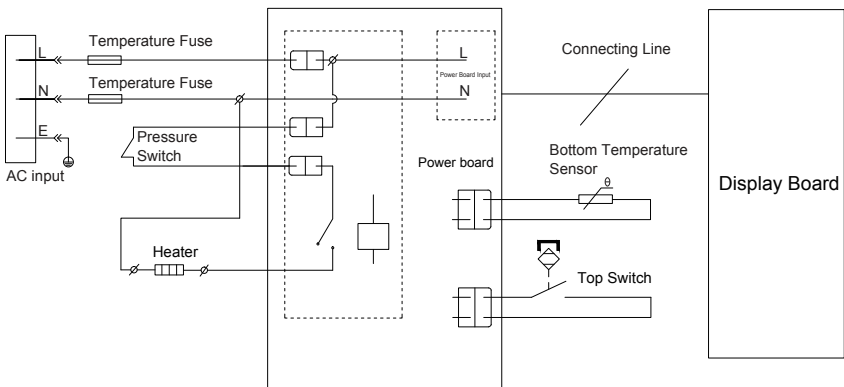 L
Temperature Fuse
N
Temperature Fuse
E
AC input
Pressure
Switch
Heater
L
Power Board Input
N
Power board
Connecting Line
Bottom Temperature
Sensor
θ
Top Switch
Display Board